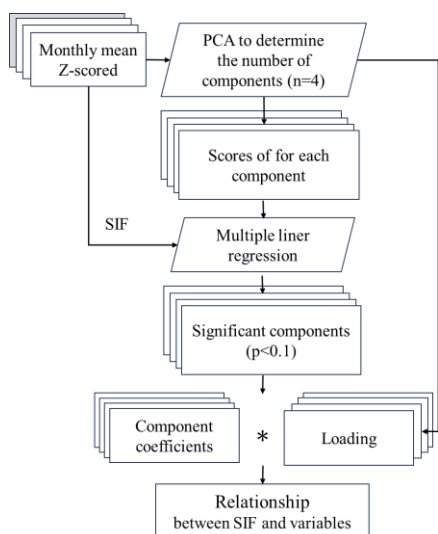 Monthly mean
Z-scored
PCA to determine
the number of
components (n=4)
Scores of for each
component
SIF
Multiple liner
regression
Significant components
(p<0.1)
Component
coefficients
*
Loading
Relationship
between SIF and variables